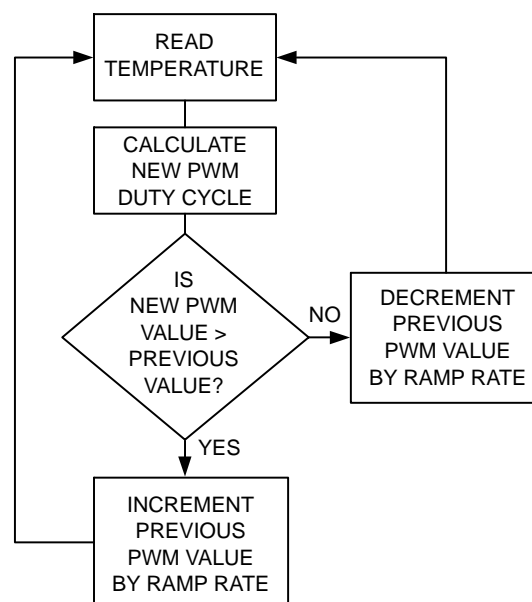 READ
TEMPERATURE
CALCULATE
NEW PWM
DUTY CYCLE
IS
NEW PWM
VALUE >
PREVIOUS
VALUE?
NO
DECREMENT
PREVIOUS
PWM VALUE
BY RAMP RATE
YES
INCREMENT
PREVIOUS
PWM VALUE
BY RAMP RATE